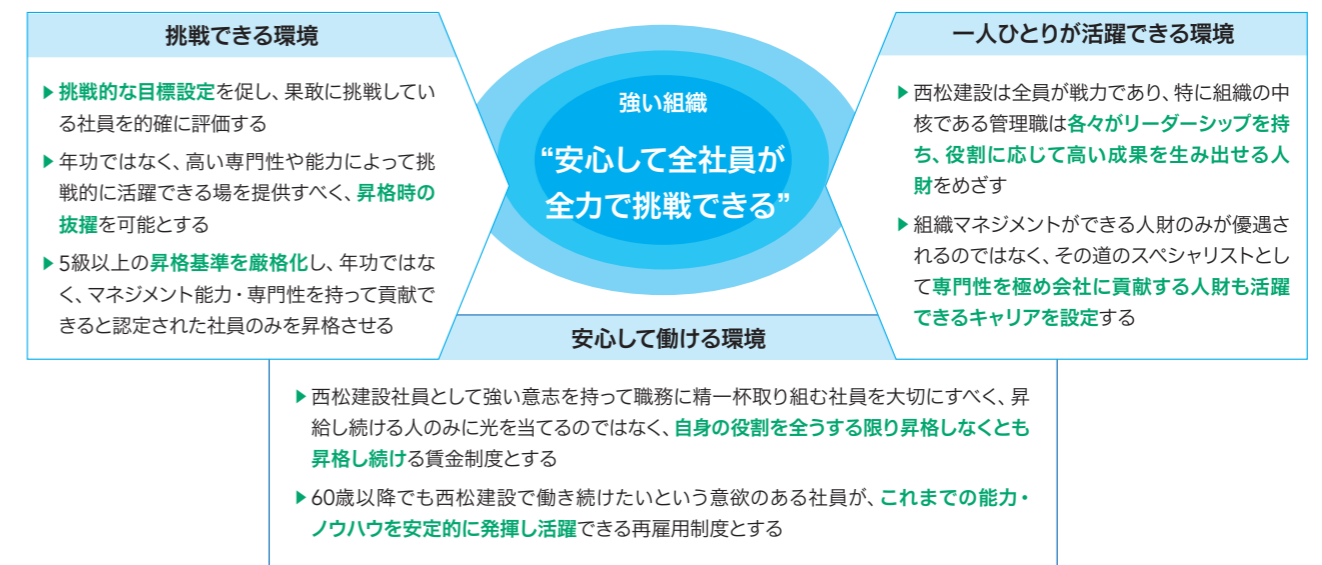 挑戦できる環境
▶挑戦的な目標設定を促し、果敢に挑戦してい
る社員を的確に評価する
▶年功ではなく、高い専門性や能力によって挑
戦的に活躍できる場を提供すべく、昇格時の
抜擢を可能とする
▶5級以上の昇格基準を厳格化し、年功ではな
く、マネジメント能力・専門性を持って貢献で
きると認定された社員のみを昇格させる
強い組織
“安心して全社員が
全力で挑戦できる”
一人ひとりが活躍できる環境
▶西松建設は全員が戦力であり、特に組織の中
核である管理職は各々がリーダーシップを持
ち、役割に応じて高い成果を生み出せる人
財をめざす
▶組織マネジメントができる人財のみが優遇さ
れるのではなく、その道のスペシャリストとし
て専門性を極め会社に貢献する人財も活躍
できるキャリアを設定する
安心して働ける環境
▶西松建設社員として強い意志を持って職務に精一杯取り組む社員を大切にすべく、昇
給し続ける人のみに光を当てるのではなく、自身の役割を全うする限り昇格しなくとも
昇格し続ける賃金制度とする
▶60歳以降でも西松建設で働き続けたいという意欲のある社員が、これまでの能力・
ノウハウを安定的に発揮し活躍できる再雇用制度とする